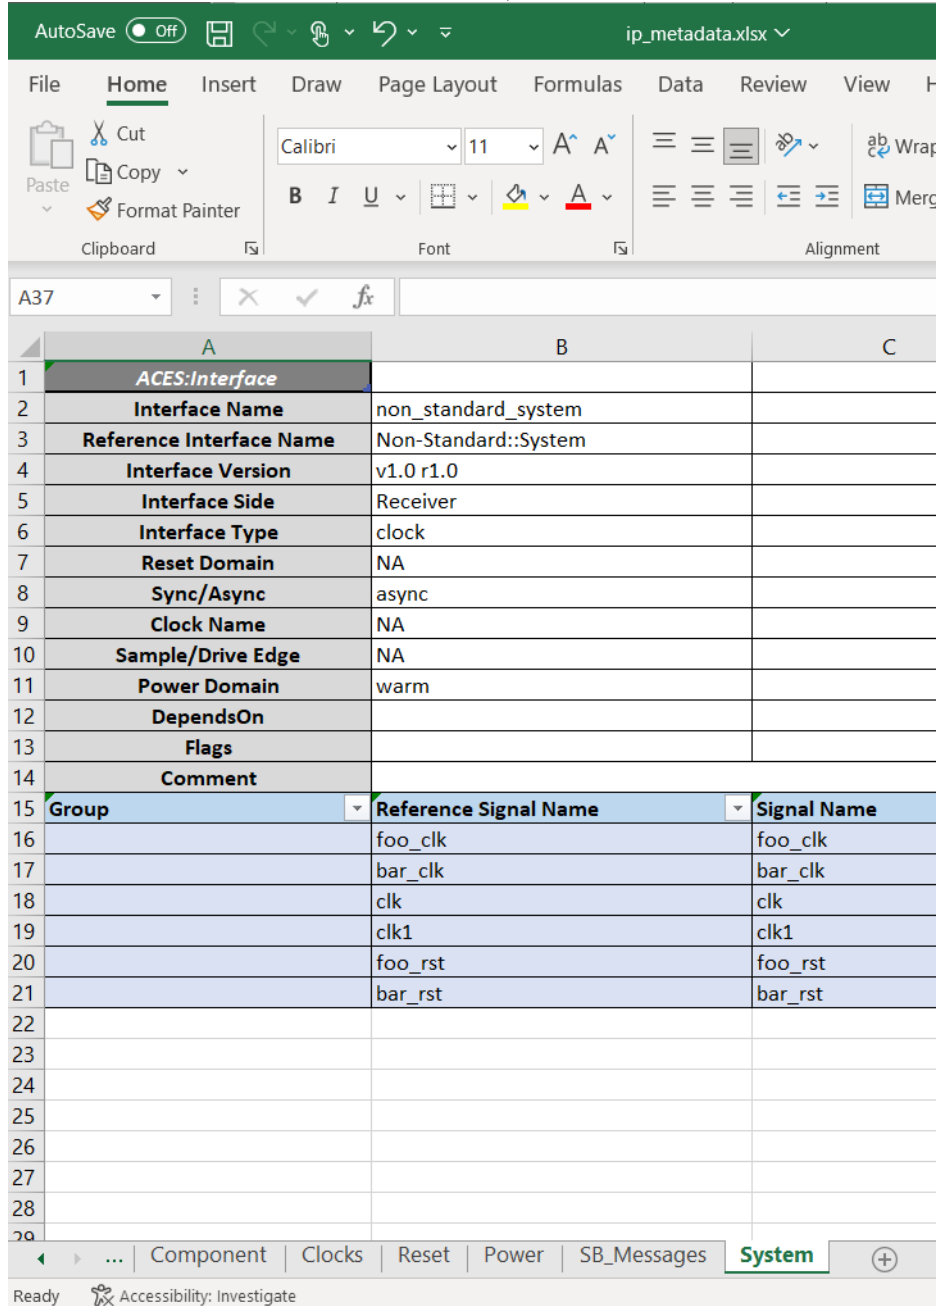 AutoSave Off ip_metadata.xlsx
File Home Insert Draw Page Layout Formulas Data Review View
Cut
Copy
Paste
Format Painter
Clipboard
Calibri 11
B I U A
Font
ab Wrap
Merg
Alignment
A37 fx
A B C
1 ACES:Interface
2 Interface Name non_standard_system
3 Reference Interface Name Non-Standard::System
4 Interface Version v1.0 r1.0
5 Interface Side Receiver
6 Interface Type clock
7 Reset Domain NA
8 Sync/Async async
9 Clock Name NA
10 Sample/Drive Edge NA
11 Power Domain warm
12 DependsOn
13 Flags
14 Comment
15 Group Reference Signal Name Signal Name
16 foo_clk foo_clk
17 bar_clk bar_clk
18 clk clk
19 clk1 clk1
20 foo_rst foo_rst
21 bar_rst bar_rst
22
23
24
25
26
27
28
29
... Component Clocks Reset Power SB_Messages System
Ready Accessibility: Investigate